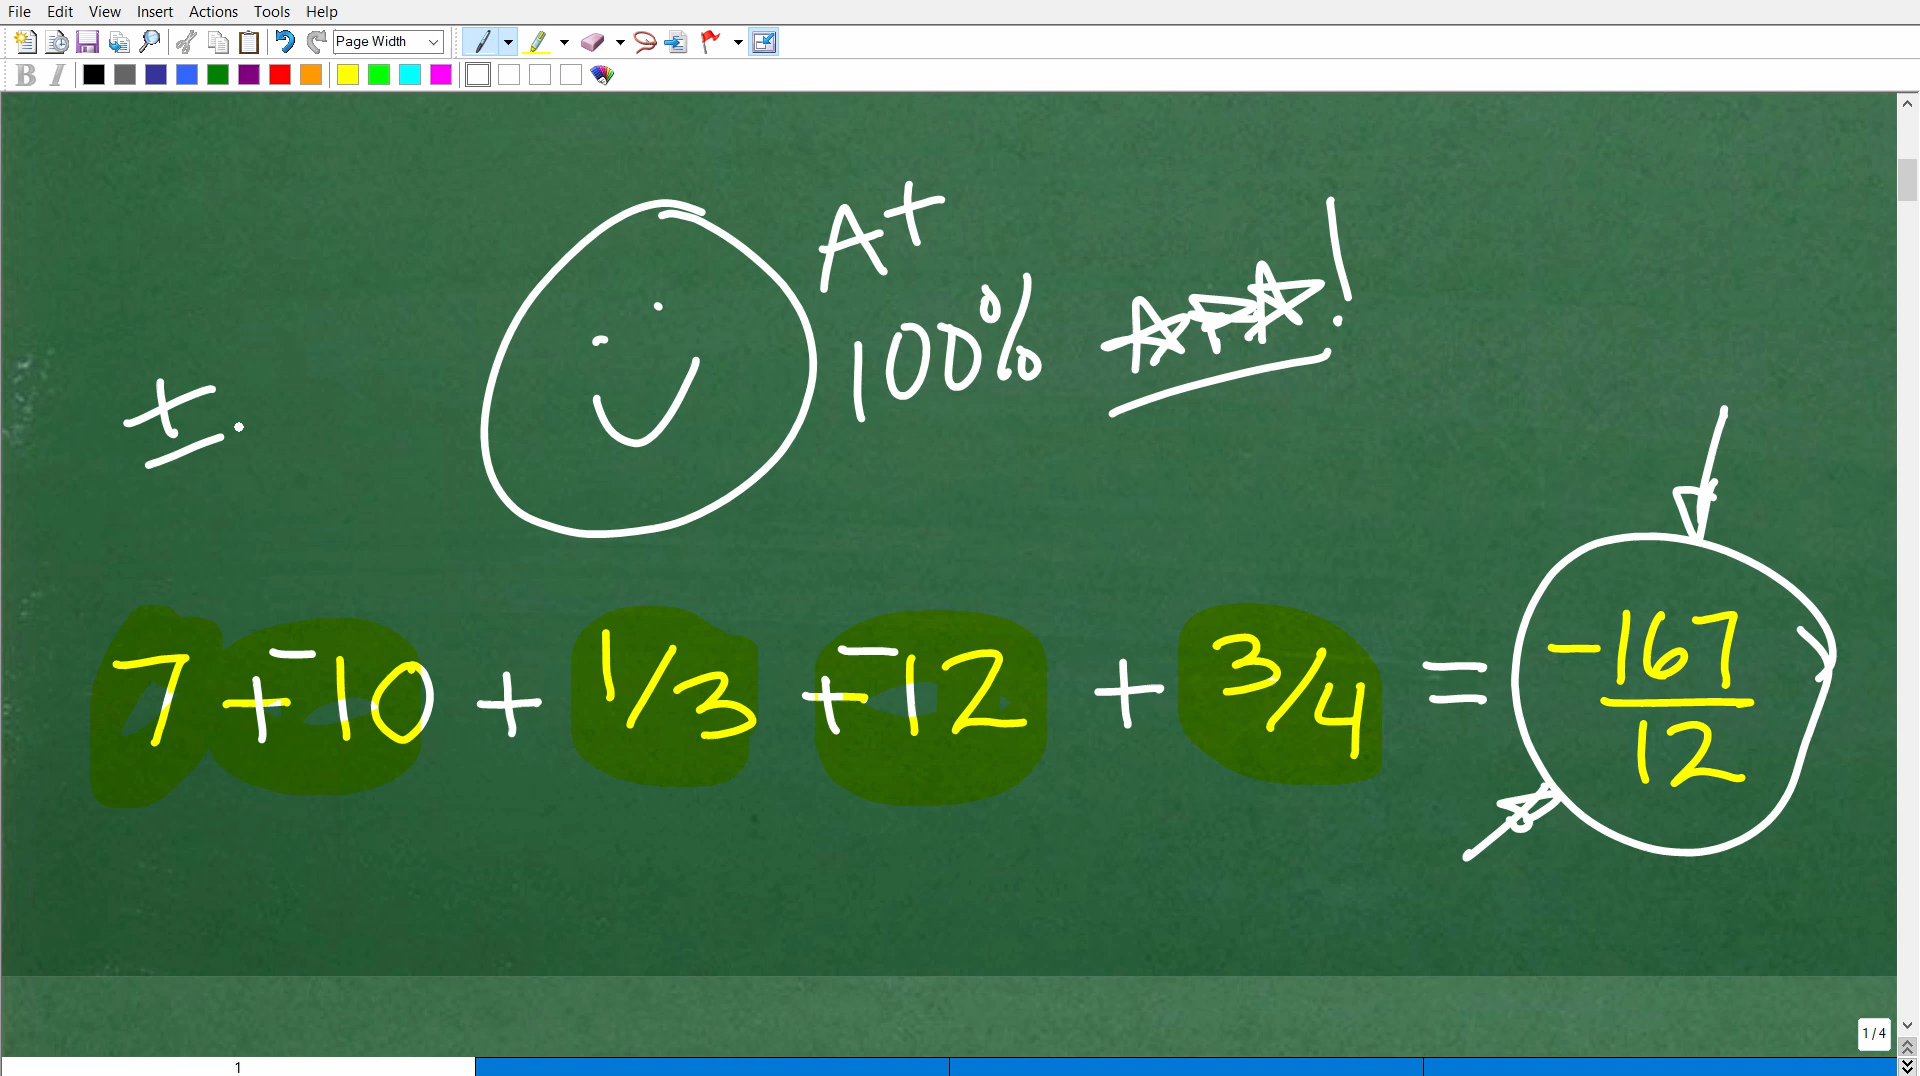 File Edit View Insert Actions Tools Help
Page Width
B I
A+
100% !
±.
7 + ‾10 + 1/3 + ‾12 + 3/4 = -167/12
1 / 4
1